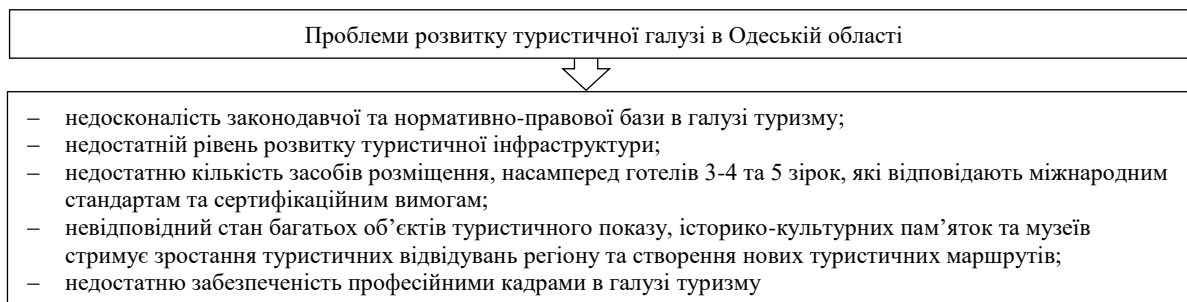 Проблеми розвитку туристичної галузі в Одеській області
– недосконалість законодавчої та нормативно-правової бази в галузі туризму;
– недостатній рівень розвитку туристичної інфраструктури;
– недостатню кількість засобів розміщення, насамперед готелів 3-4 та 5 зірок, які відповідають міжнародним
стандартам та сертифікаційним вимогам;
– невідповідний стан багатьох об’єктів туристичного показу, історико-культурних пам’яток та музеїв
стримує зростання туристичних відвідувань регіону та створення нових туристичних маршрутів;
– недостатню забезпеченість професійними кадрами в галузі туризму